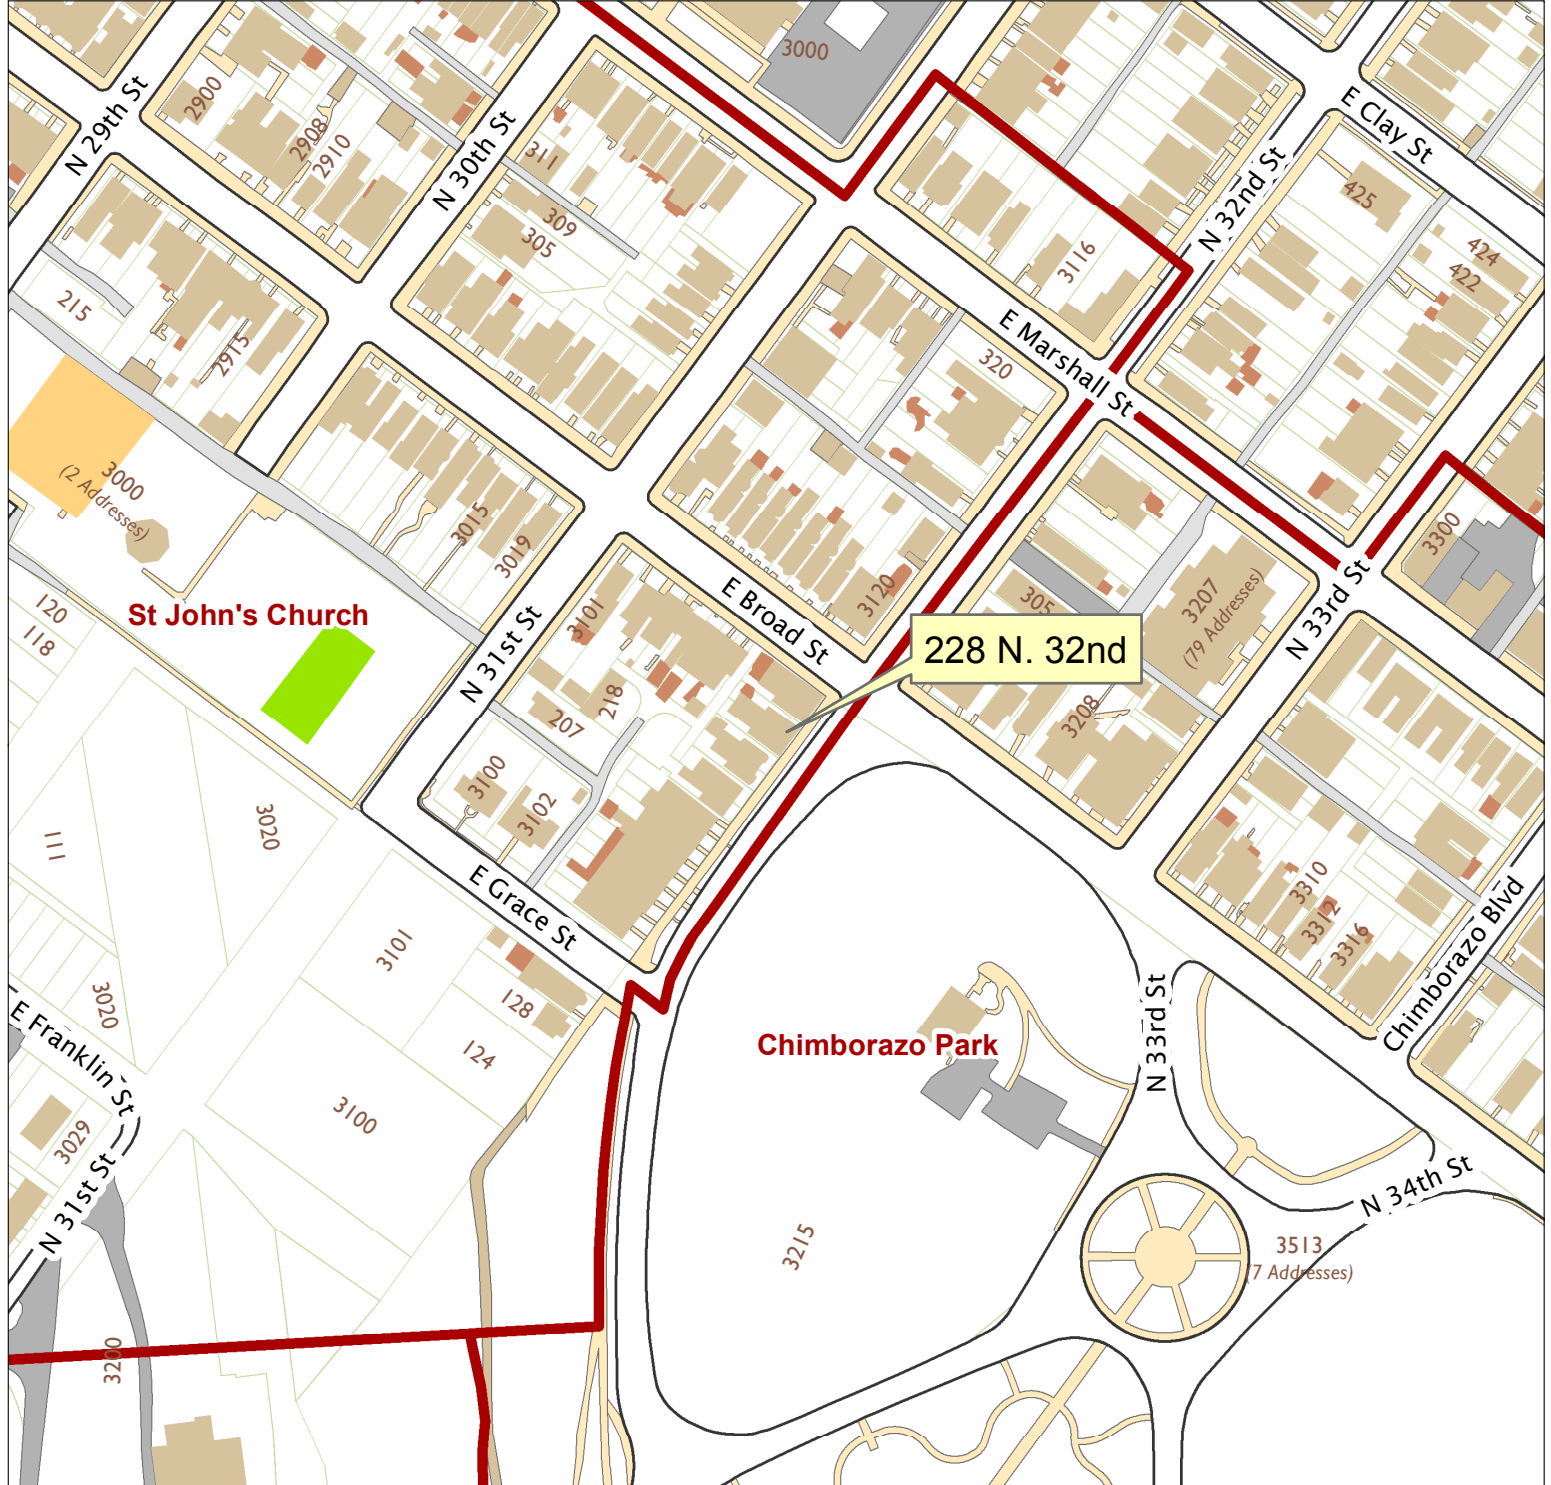 3000
E Clay St
2900
N 29th St
2908
2910
N 30th St
311
309
305
N 32nd St
425
424
422
3116
215
2915
E Marshall St
320
3000
(2 Addresses)
3015
3019
3300
305
3207
(79 Addresses)
N 33rd St
120
118
St John's Church
3101
E Broad St
3120
228 N. 32nd
N 31st St
218
207
3208
3100
3102
3020
111
E Grace St
3310
3312
3316
Chimborazo Blvd
3101
128
124
3020
E Franklin St
3100
3029
N 31st St
Chimborazo Park
N 33rd St
N 34th St
3215
3513
(7 Addresses)
3200